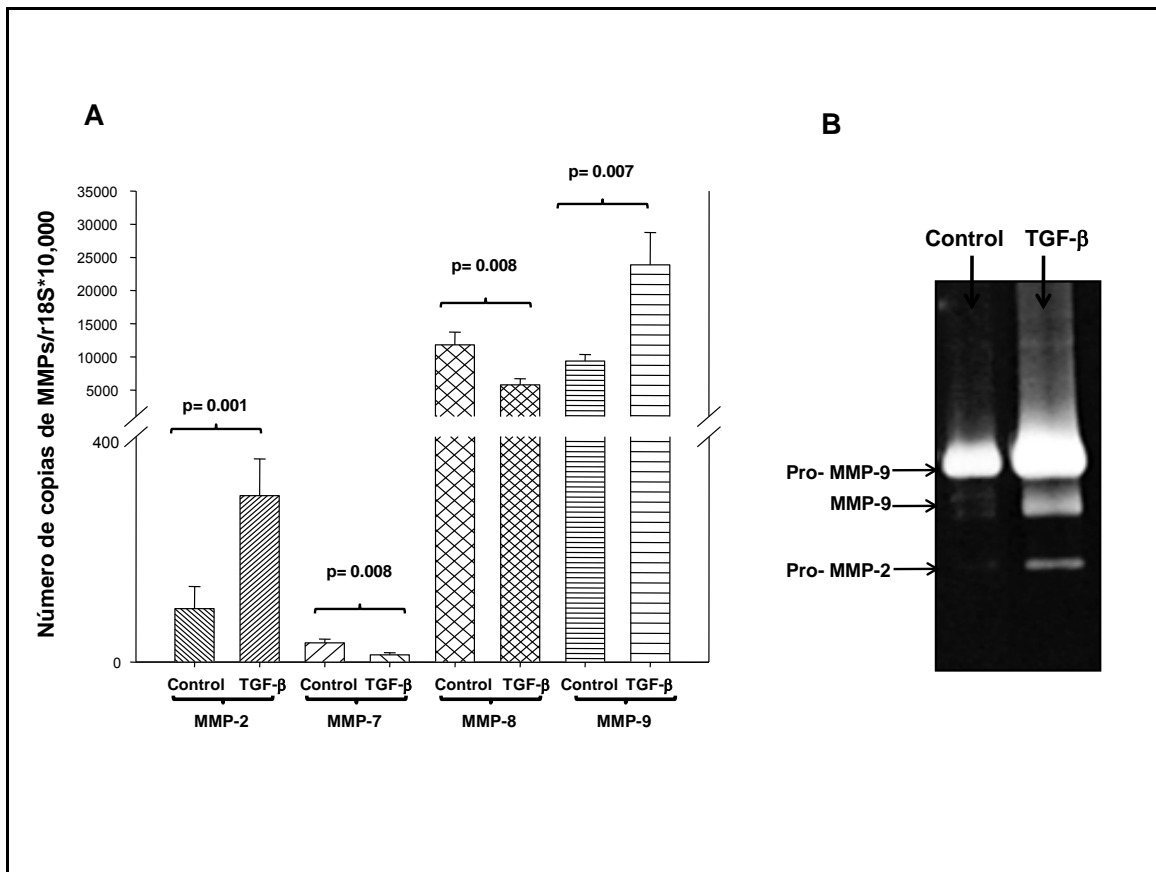 A
B
Número de copias de MMPs/r18S*10,000
35000
30000
25000
20000
15000
10000
5000
400
0
p= 0.001
p= 0.008
p= 0.008
p= 0.007
Control TGF-β Control TGF-β Control TGF-β Control TGF-β
MMP-2 MMP-7 MMP-8 MMP-9
Control TGF-β
Pro- MMP-9
MMP-9
Pro- MMP-2